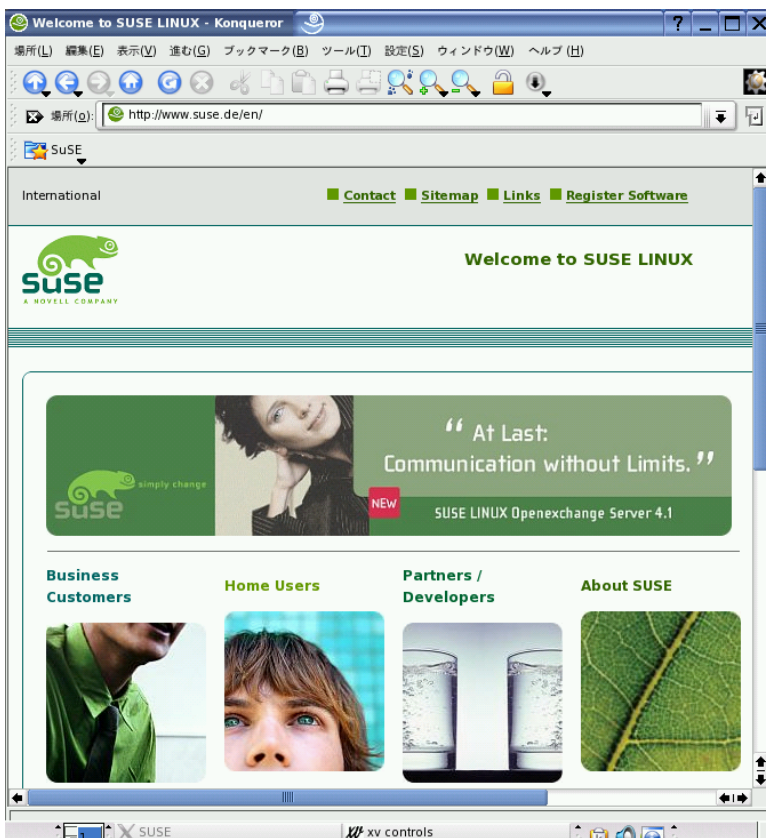 Welcome to SUSE LINUX - Konqueror
場所(L) 編集(E) 表示(V) 進む(G) ブックマーク(B) ツール(T) 設定(S) ウィンドウ(W) ヘルプ (H)
場所(o): http://www.suse.de/en/
SuSE
International Contact Sitemap Links Register Software
suse
A NOVELL COMPANY
Welcome to SUSE LINUX
suse simply change
“ At Last:
Communication without Limits. ”
NEW
SUSE LINUX Openexchange Server 4.1
Business
Customers
Home Users
Partners /
Developers
About SUSE
1 SUSE xv controls